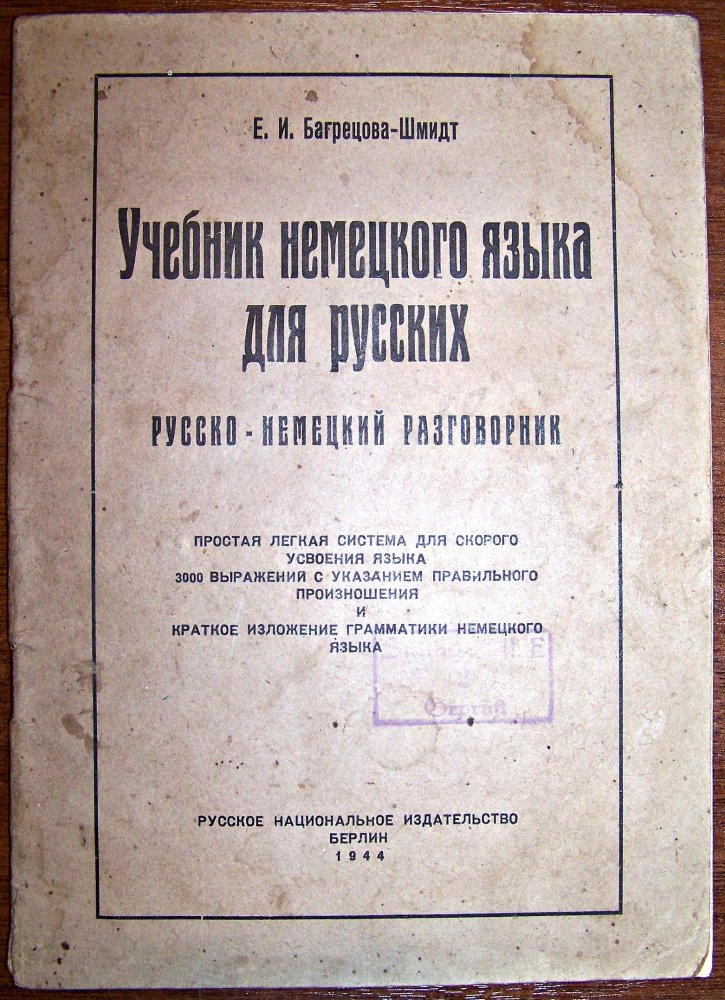 Е. И. Багрецова-Шмидт
Учебник немецкого языка
для русских
РУССКО - НЕМЕЦКИЙ РАЗГОВОРНИК
ПРОСТАЯ ЛЕГКАЯ СИСТЕМА ДЛЯ СКОРОГО
УСВОЕНИЯ ЯЗЫКА
3000 ВЫРАЖЕНИЙ С УКАЗАНИЕМ ПРАВИЛЬНОГО
ПРОИЗНОШЕНИЯ
И
КРАТКОЕ ИЗЛОЖЕНИЕ ГРАММАТИКИ НЕМЕЦКОГО
ЯЗЫКА
РУССКОЕ НАЦИОНАЛЬНОЕ ИЗДАТЕЛЬСТВО
БЕРЛИН
1944